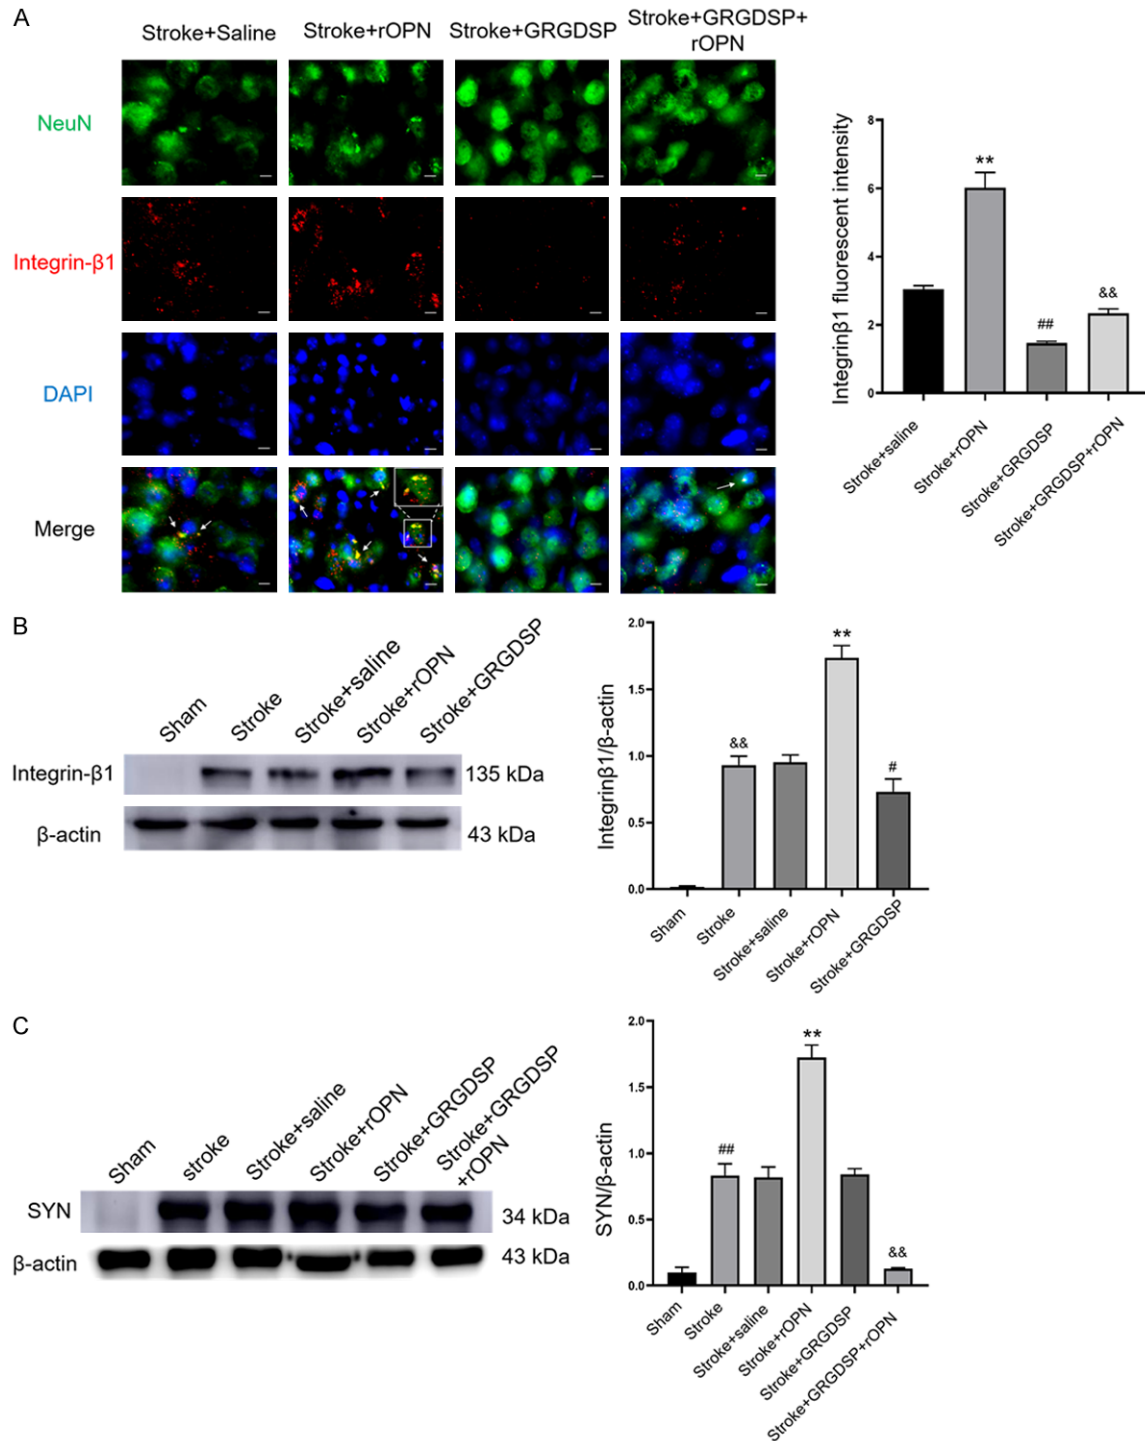 A
Stroke+Saline
Stroke+rOPN
Stroke+GRGDSP
Stroke+GRGDSP+
rOPN
NeuN
Integrin-β1
DAPI
Merge
Integrinβ1 fluorescent intensity
8
6
4
2
0
**
##
&&
Stroke+saline
Stroke+rOPN
Stroke+GRGDSP
Stroke+GRGDSP+rOPN
B
Sham
Stroke
Stroke+saline
Stroke+rOPN
Stroke+GRGDSP
Integrin-β1
135 kDa
β-actin
43 kDa
Integrinβ1/β-actin
2.0
1.5
1.0
0.5
0.0
&&
**
#
Sham
Stroke
Stroke+saline
Stroke+rOPN
Stroke+GRGDSP
C
Sham
stroke
Stroke+saline
Stroke+rOPN
Stroke+GRGDSP
Stroke+GRGDSP
+rOPN
SYN
34 kDa
β-actin
43 kDa
SYN/β-actin
2.0
1.5
1.0
0.5
0.0
##
**
&&
Sham
Stroke
Stroke+saline
Stroke+rOPN
Stroke+GRGDSP
Stroke+GRGDSP+rOPN